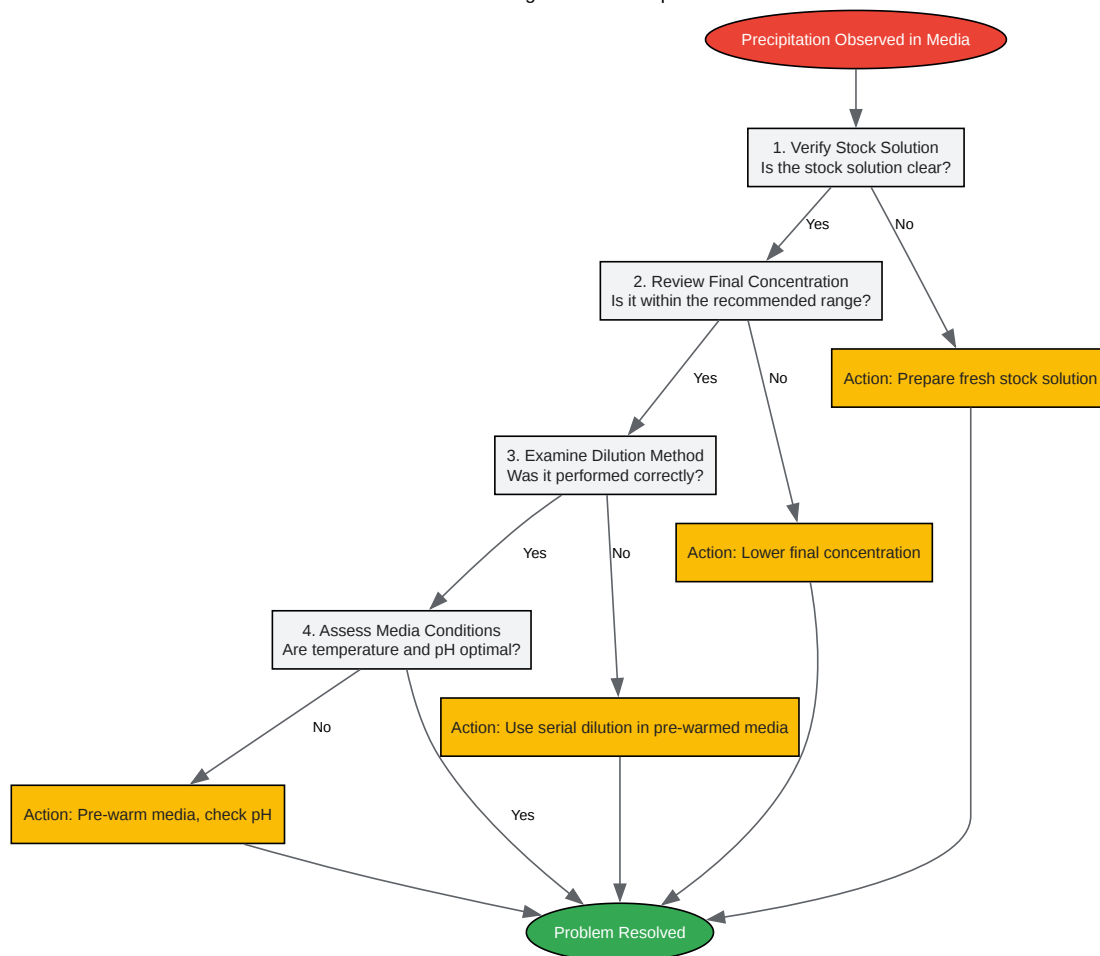 Precipitation Observed in Media
1. Verify Stock Solution
Is the stock solution clear?
Yes
No
2. Review Final Concentration
Is it within the recommended range?
Yes
No
Action: Prepare fresh stock solution
3. Examine Dilution Method
Was it performed correctly?
Yes
No
Action: Lower final concentration
4. Assess Media Conditions
Are temperature and pH optimal?
No
Action: Use serial dilution in pre-warmed media
Action: Pre-warm media, check pH
Yes
Problem Resolved